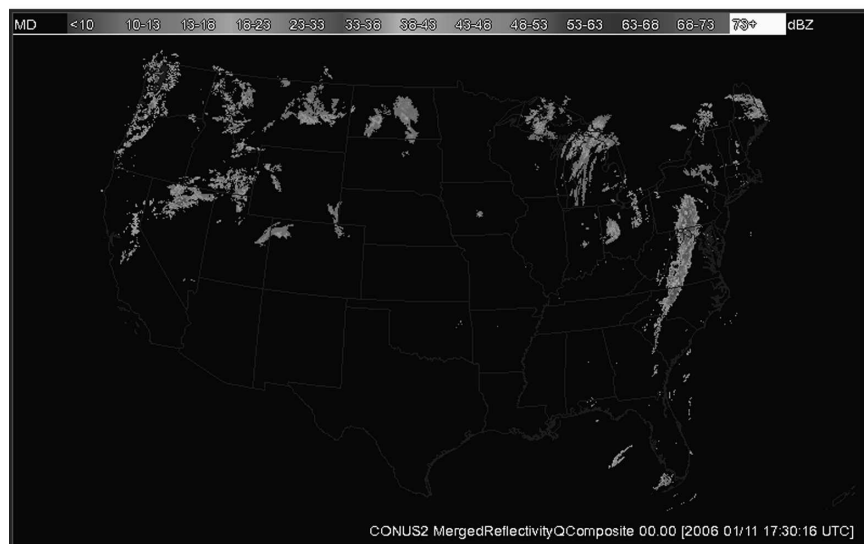 MD <10 10-13 13-18 18-23 23-33 33-38 38-43 43-48 48-53 53-63 63-68 68-73 73+ dBZ
CONUS2 MergedReflectivityQComposite 00.00 [2006 01/11 17:30:16 UTC]